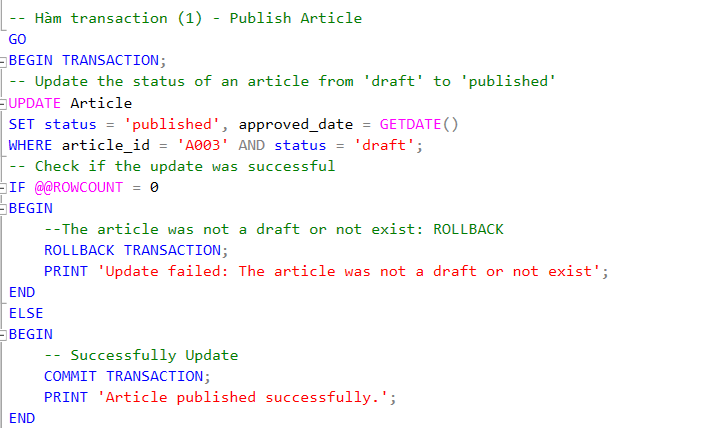 -- Hàm transaction (1) - Publish Article
GO
BEGIN TRANSACTION;
-- Update the status of an article from 'draft' to 'published'
UPDATE Article
SET status = 'published', approved_date = GETDATE()
WHERE article_id = 'A003' AND status = 'draft';
-- Check if the update was successful
IF @@ROWCOUNT = 0
BEGIN
    --The article was not a draft or not exist: ROLLBACK
    ROLLBACK TRANSACTION;
    PRINT 'Update failed: The article was not a draft or not exist';
END
ELSE
BEGIN
    -- Successfully Update
    COMMIT TRANSACTION;
    PRINT 'Article published successfully.';
END